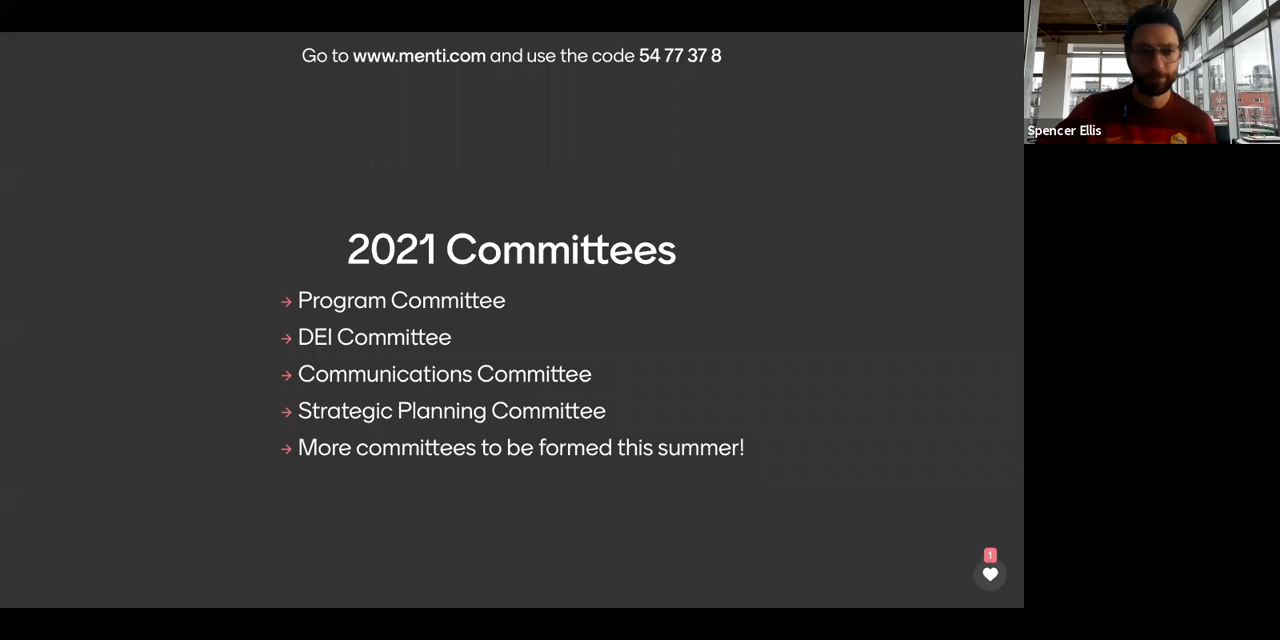 Go to www.menti.com and use the code 54 77 37 8
Spencer Ellis
2021 Committees
→ Program Committee
→ DEI Committee
→ Communications Committee
→ Strategic Planning Committee
→ More committees to be formed this summer!
1